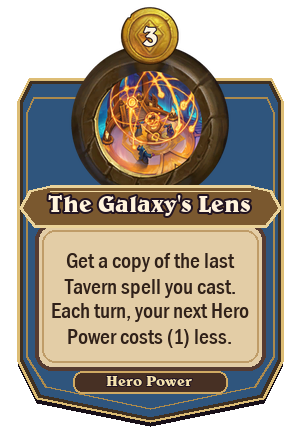 3
The Galaxy's Lens
Get a copy of the last
Tavern spell you cast.
Each turn, your next Hero
Power costs (1) less.
Hero Power